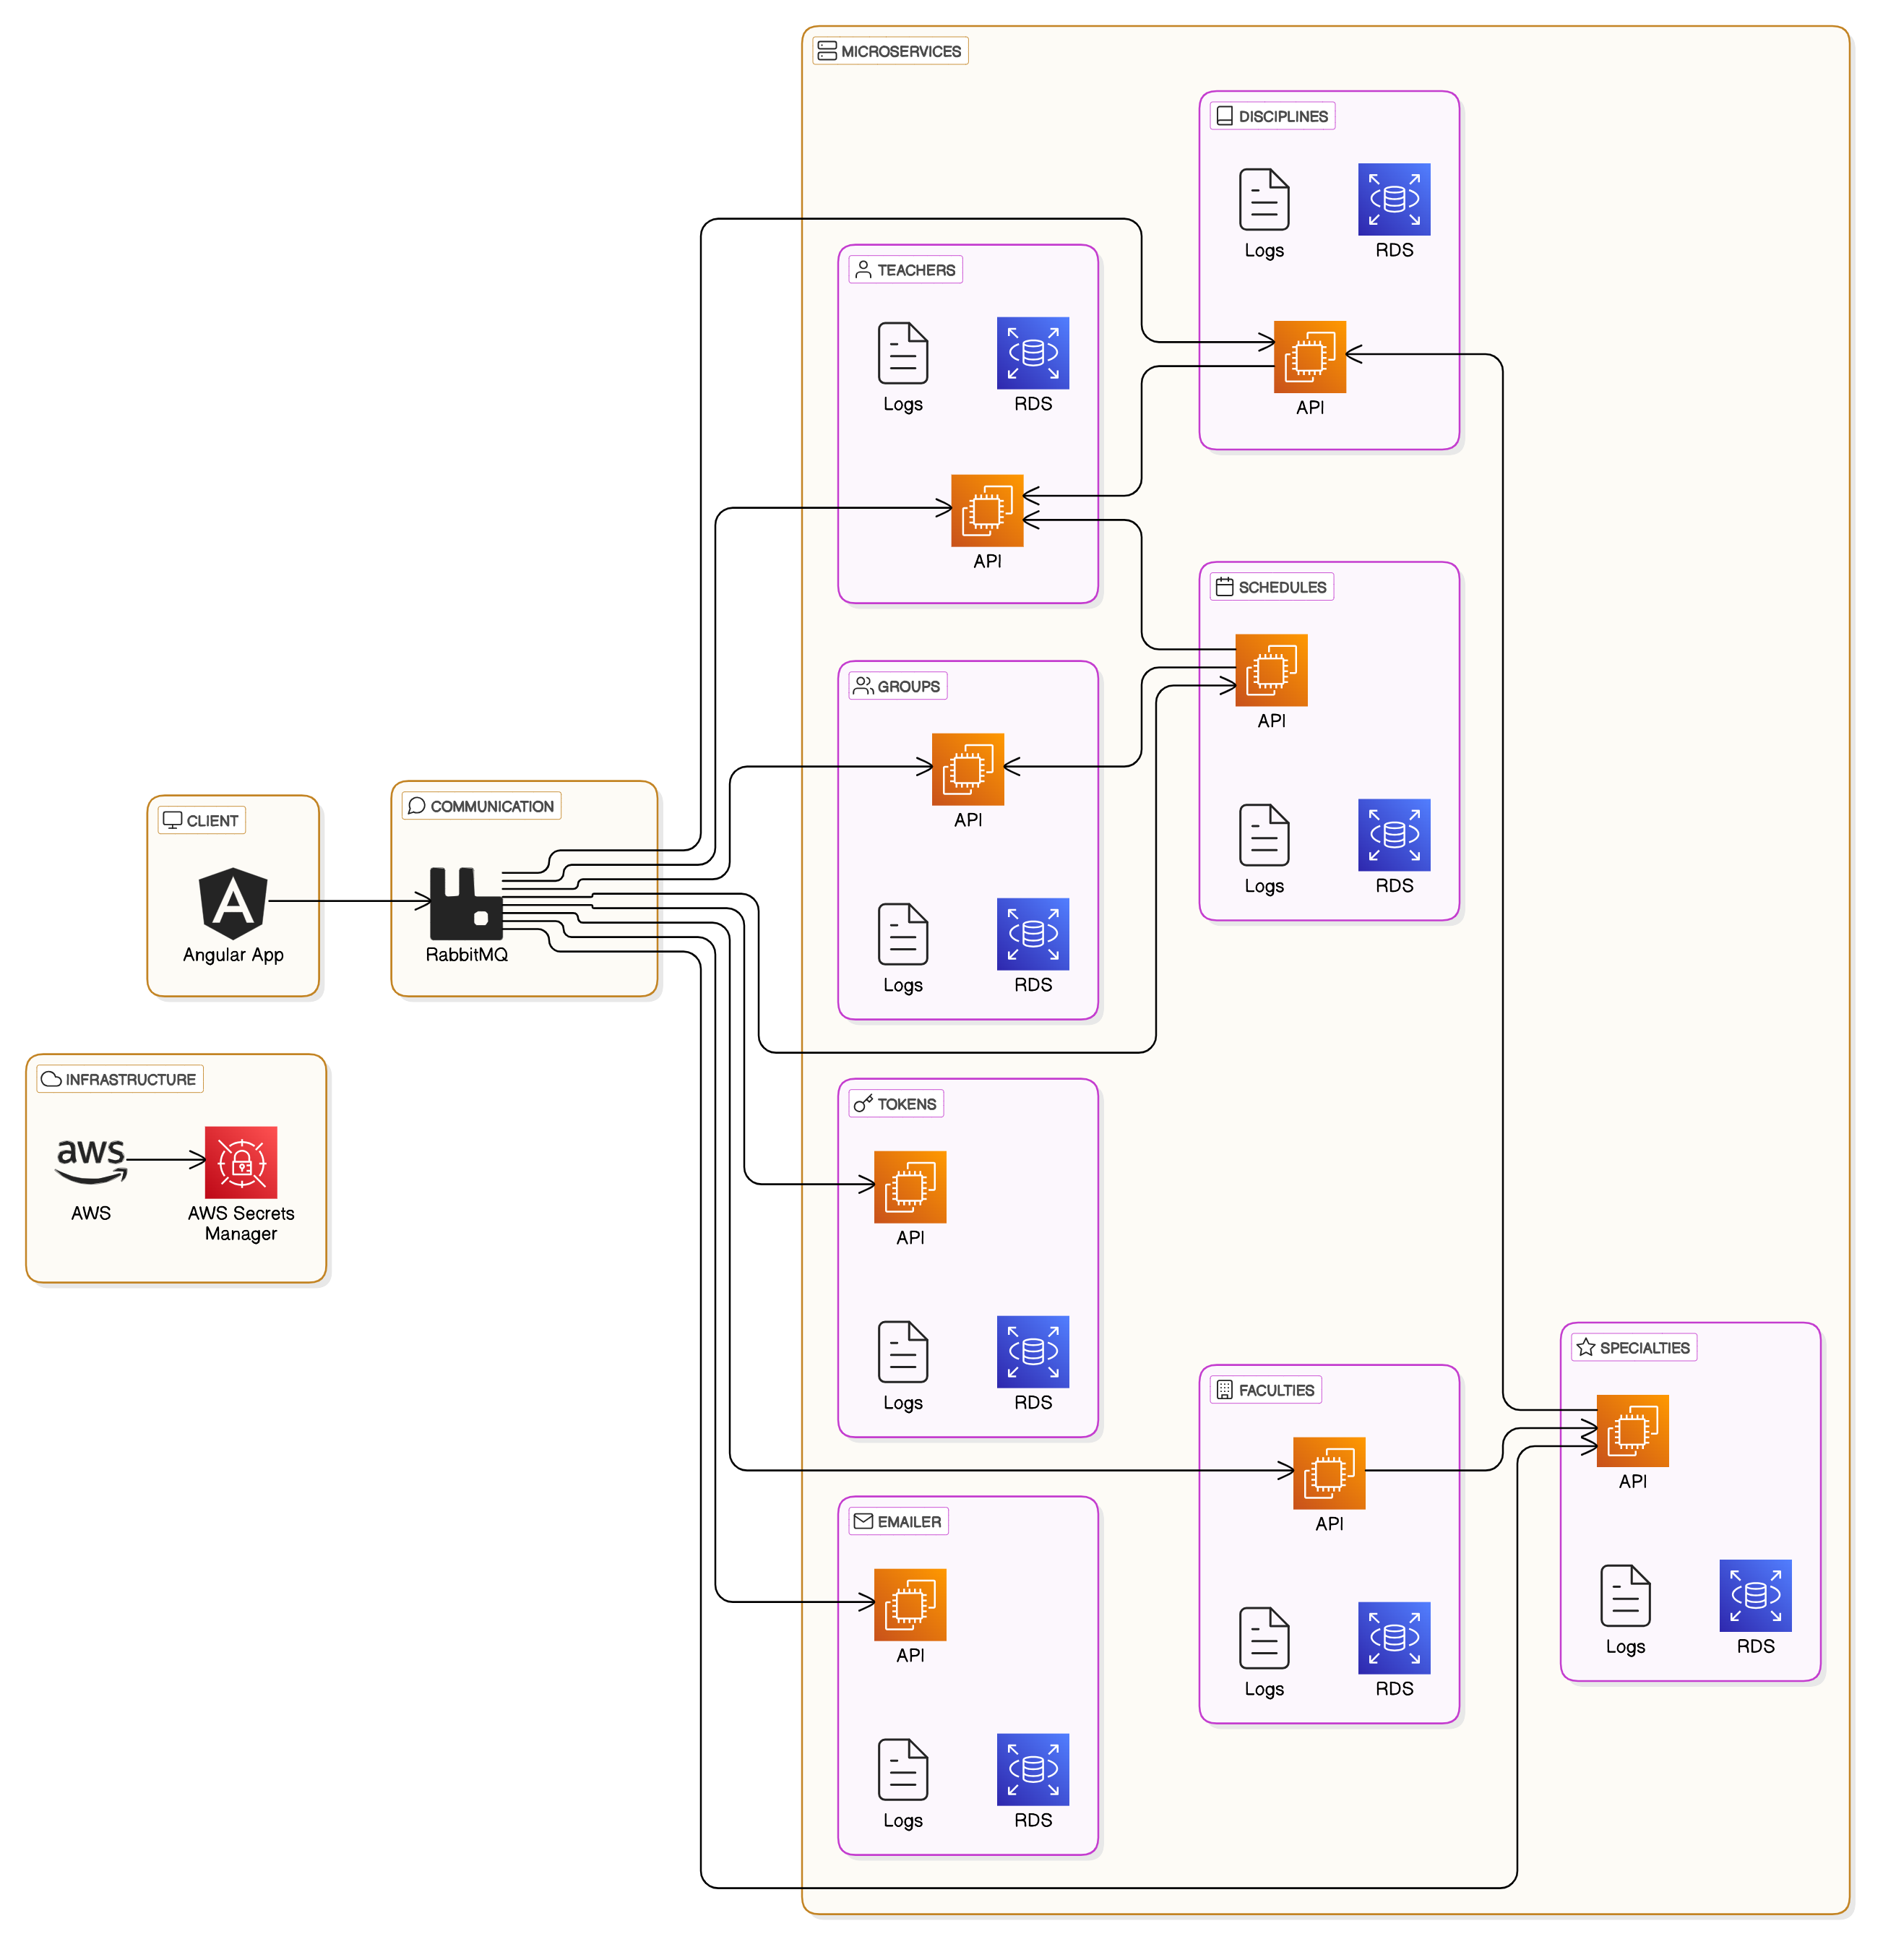 MICROSERVICES
DISCIPLINES
Logs
RDS
API
TEACHERS
Logs
RDS
API
SCHEDULES
API
Logs
RDS
GROUPS
API
Logs
RDS
CLIENT
Angular App
COMMUNICATION
RabbitMQ
INFRASTRUCTURE
aws
AWS
AWS Secrets
Manager
TOKENS
API
Logs
RDS
FACULTIES
API
Logs
RDS
SPECIALTIES
API
Logs
RDS
EMAILER
API
Logs
RDS